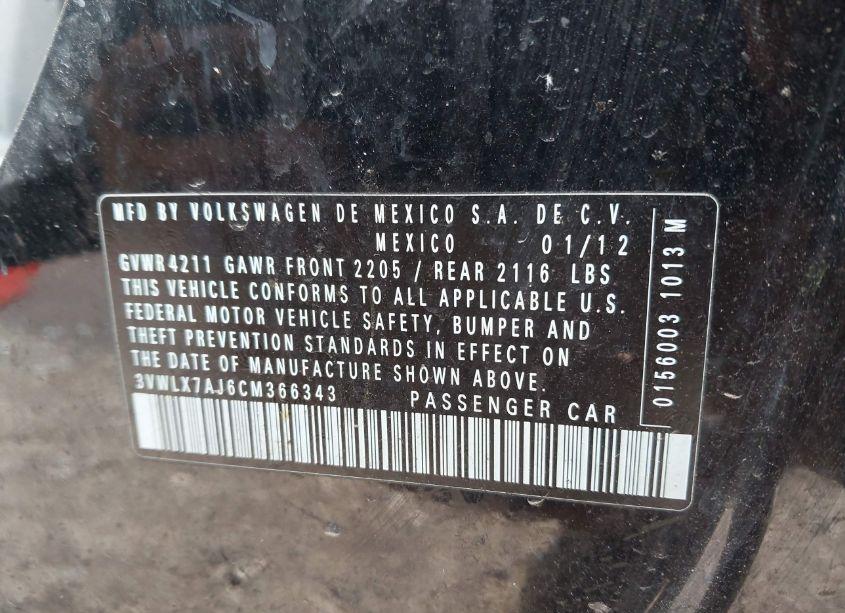 MFD BY VOLKSWAGEN DE MEXICO S.A. DE C.V.
MEXICO 01/12
GVWR 4211 GAWR FRONT 2205 / REAR 2116 LBS
THIS VEHICLE CONFORMS TO ALL APPLICABLE U.S.
FEDERAL MOTOR VEHICLE SAFETY, BUMPER AND
THEFT PREVENTION STANDARDS IN EFFECT ON
THE DATE OF MANUFACTURE SHOWN ABOVE.
3VWLX7AJ6CM366343 PASSENGER CAR
0156003 1013 M